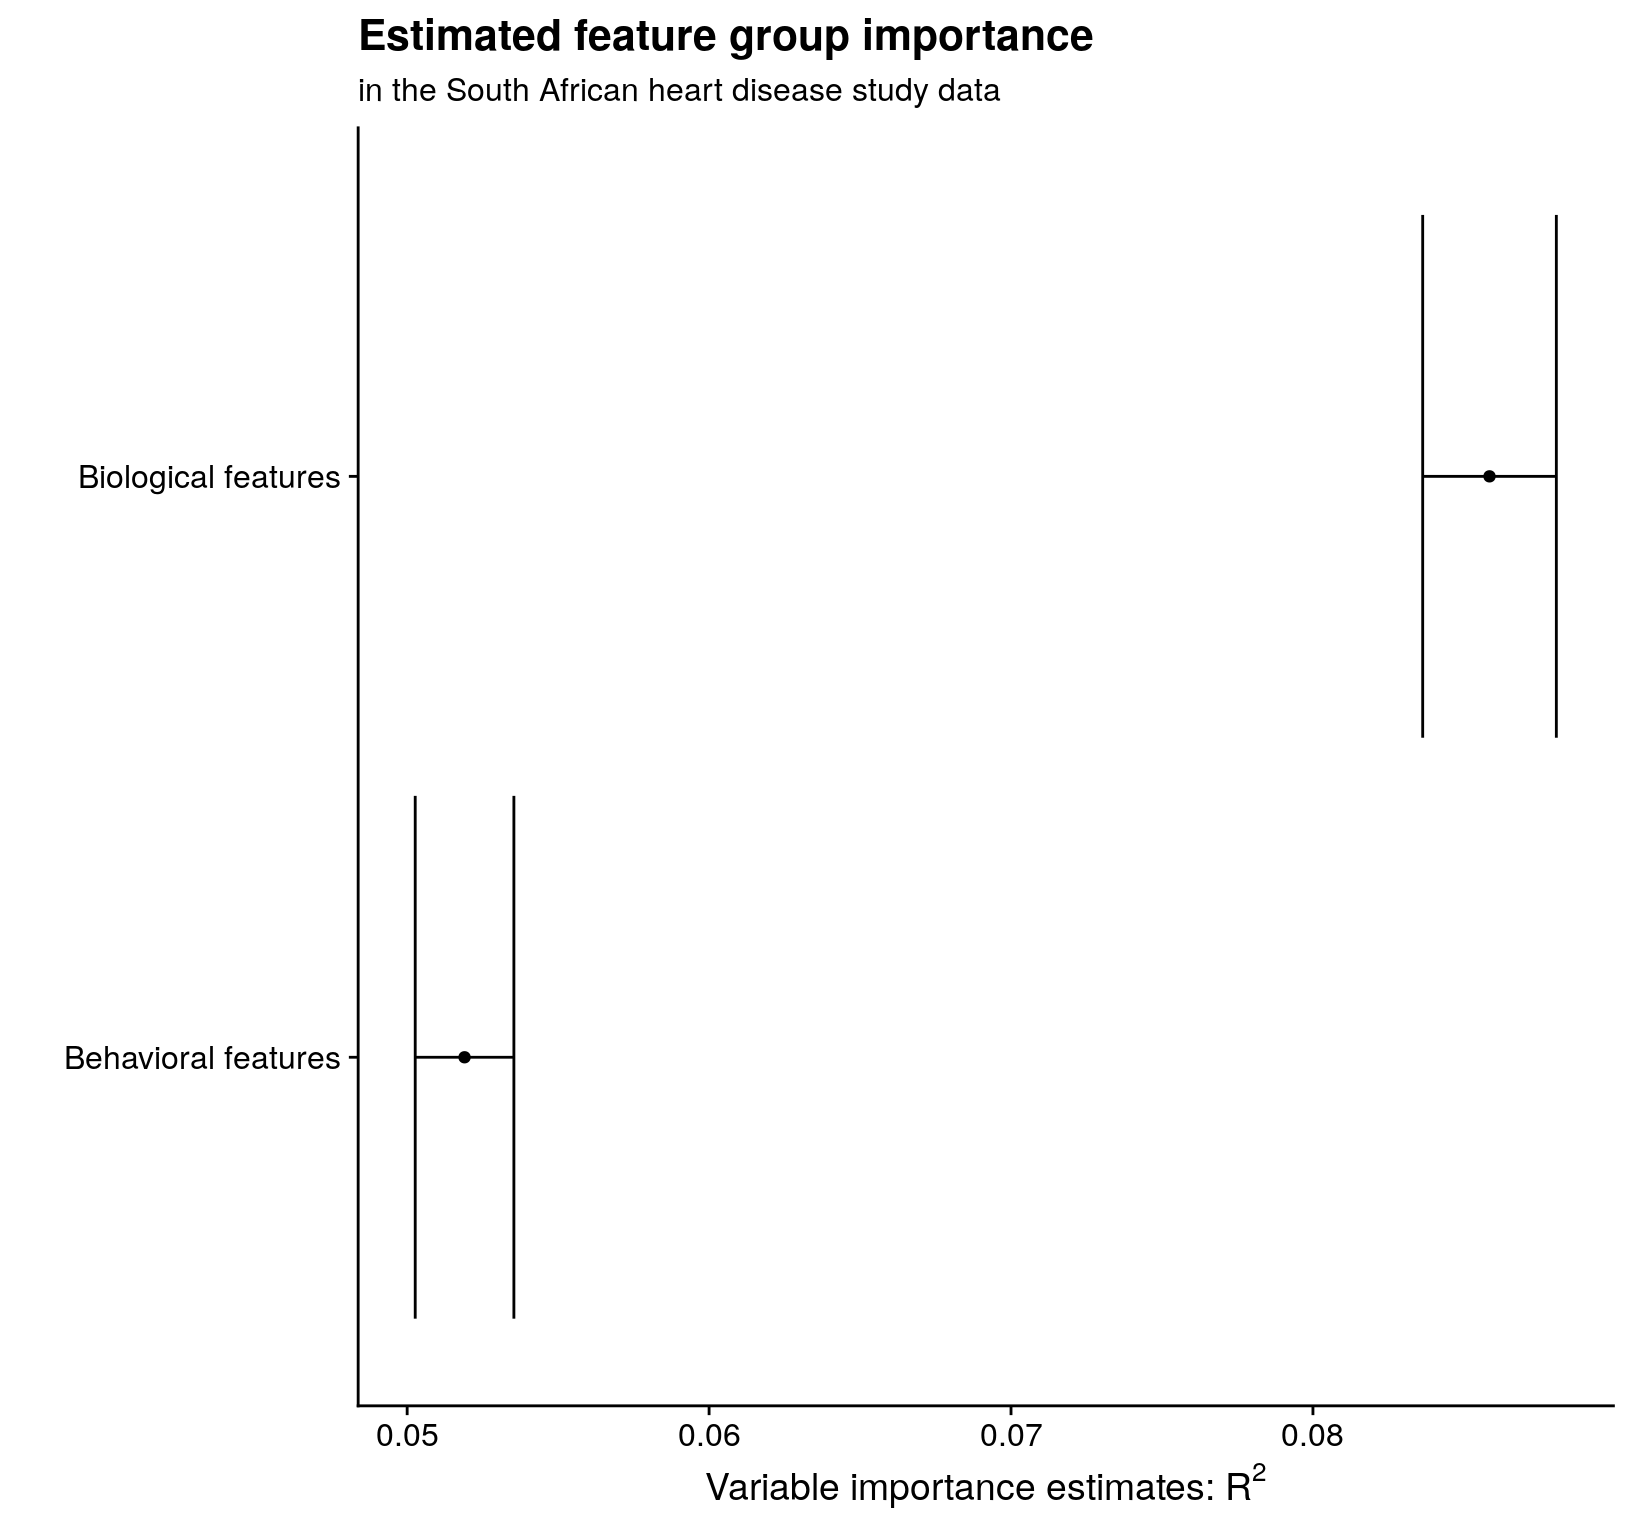 Estimated feature group importance
in the South African heart disease study data
Biological features
Behavioral features
0.05 0.06 0.07 0.08
Variable importance estimates: R²